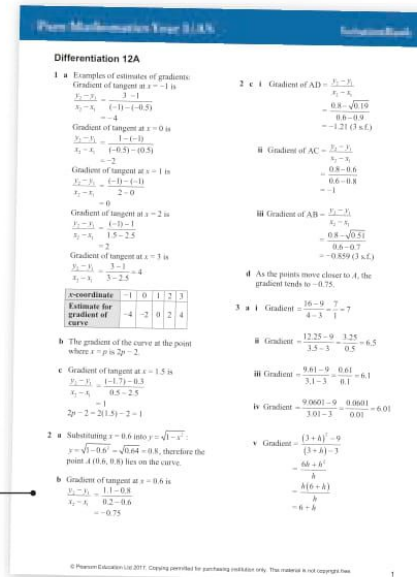 Pure Mathematics Year 1 / AS
SolutionBank
Differentiation 12A
1 a Examples of estimates of gradients:
Gradient of tangent at x = −1 is
(y₂ − y₁)/(x₂ − x₁) = (3 − 1)/((−1) − (−0.5))
= −4
Gradient of tangent at x = 0 is
(y₂ − y₁)/(x₂ − x₁) = (1 − (−1))/((−0.5) − (0.5))
= −2
Gradient of tangent at x = 1 is
(y₂ − y₁)/(x₂ − x₁) = ((−1) − (−1))/(2 − 0)
= 0
Gradient of tangent at x = 2 is
(y₂ − y₁)/(x₂ − x₁) = ((−1) − 1)/(1.5 − 2.5)
= 2
Gradient of tangent at x = 3 is
(y₂ − y₁)/(x₂ − x₁) = (3 − 1)/(3 − 2.5) = 4
x-coordinate −1 0 1 2 3
Estimate for
gradient of −4 −2 0 2 4
curve
b The gradient of the curve at the point
where x = p is 2p − 2.
c Gradient of tangent at x = 1.5 is
(y₂ − y₁)/(x₂ − x₁) = ((−1.7) − 0.3)/(0.5 − 2.5)
= 1
2p − 2 = 2(1.5) − 2 = 1
2 a Substituting x = 0.6 into y = √(1 − x²) :
y = √(1 − 0.6²) = √0.64 = 0.8, therefore the
point A (0.6, 0.8) lies on the curve.
b Gradient of tangent at x = 0.6 is
(y₂ − y₁)/(x₂ − x₁) = (1.1 − 0.8)/(0.2 − 0.6)
= −0.75
2 c i Gradient of AD = (y₂ − y₁)/(x₂ − x₁)
= (0.8 − √0.19)/(0.6 − 0.9)
= −1.21 (3 s.f.)
ii Gradient of AC = (y₂ − y₁)/(x₂ − x₁)
= (0.8 − 0.6)/(0.6 − 0.8)
= −1
iii Gradient of AB = (y₂ − y₁)/(x₂ − x₁)
= (0.8 − √0.51)/(0.6 − 0.7)
= −0.859 (3 s.f.)
d As the points move closer to A, the
gradient tends to −0.75.
3 a i Gradient = (16 − 9)/(4 − 3) = 7/1 = 7
ii Gradient = (12.25 − 9)/(3.5 − 3) = 3.25/0.5 = 6.5
iii Gradient = (9.61 − 9)/(3.1 − 3) = 0.61/0.1 = 6.1
iv Gradient = (9.0601 − 9)/(3.01 − 3) = 0.0601/0.01 = 6.01
v Gradient = ((3 + h)² − 9)/((3 + h) − 3)
= (6h + h²)/h
= h(6 + h)/h
= 6 + h
© Pearson Education Ltd 2017. Copying permitted for purchasing institution only. This material is not copyright free.
1